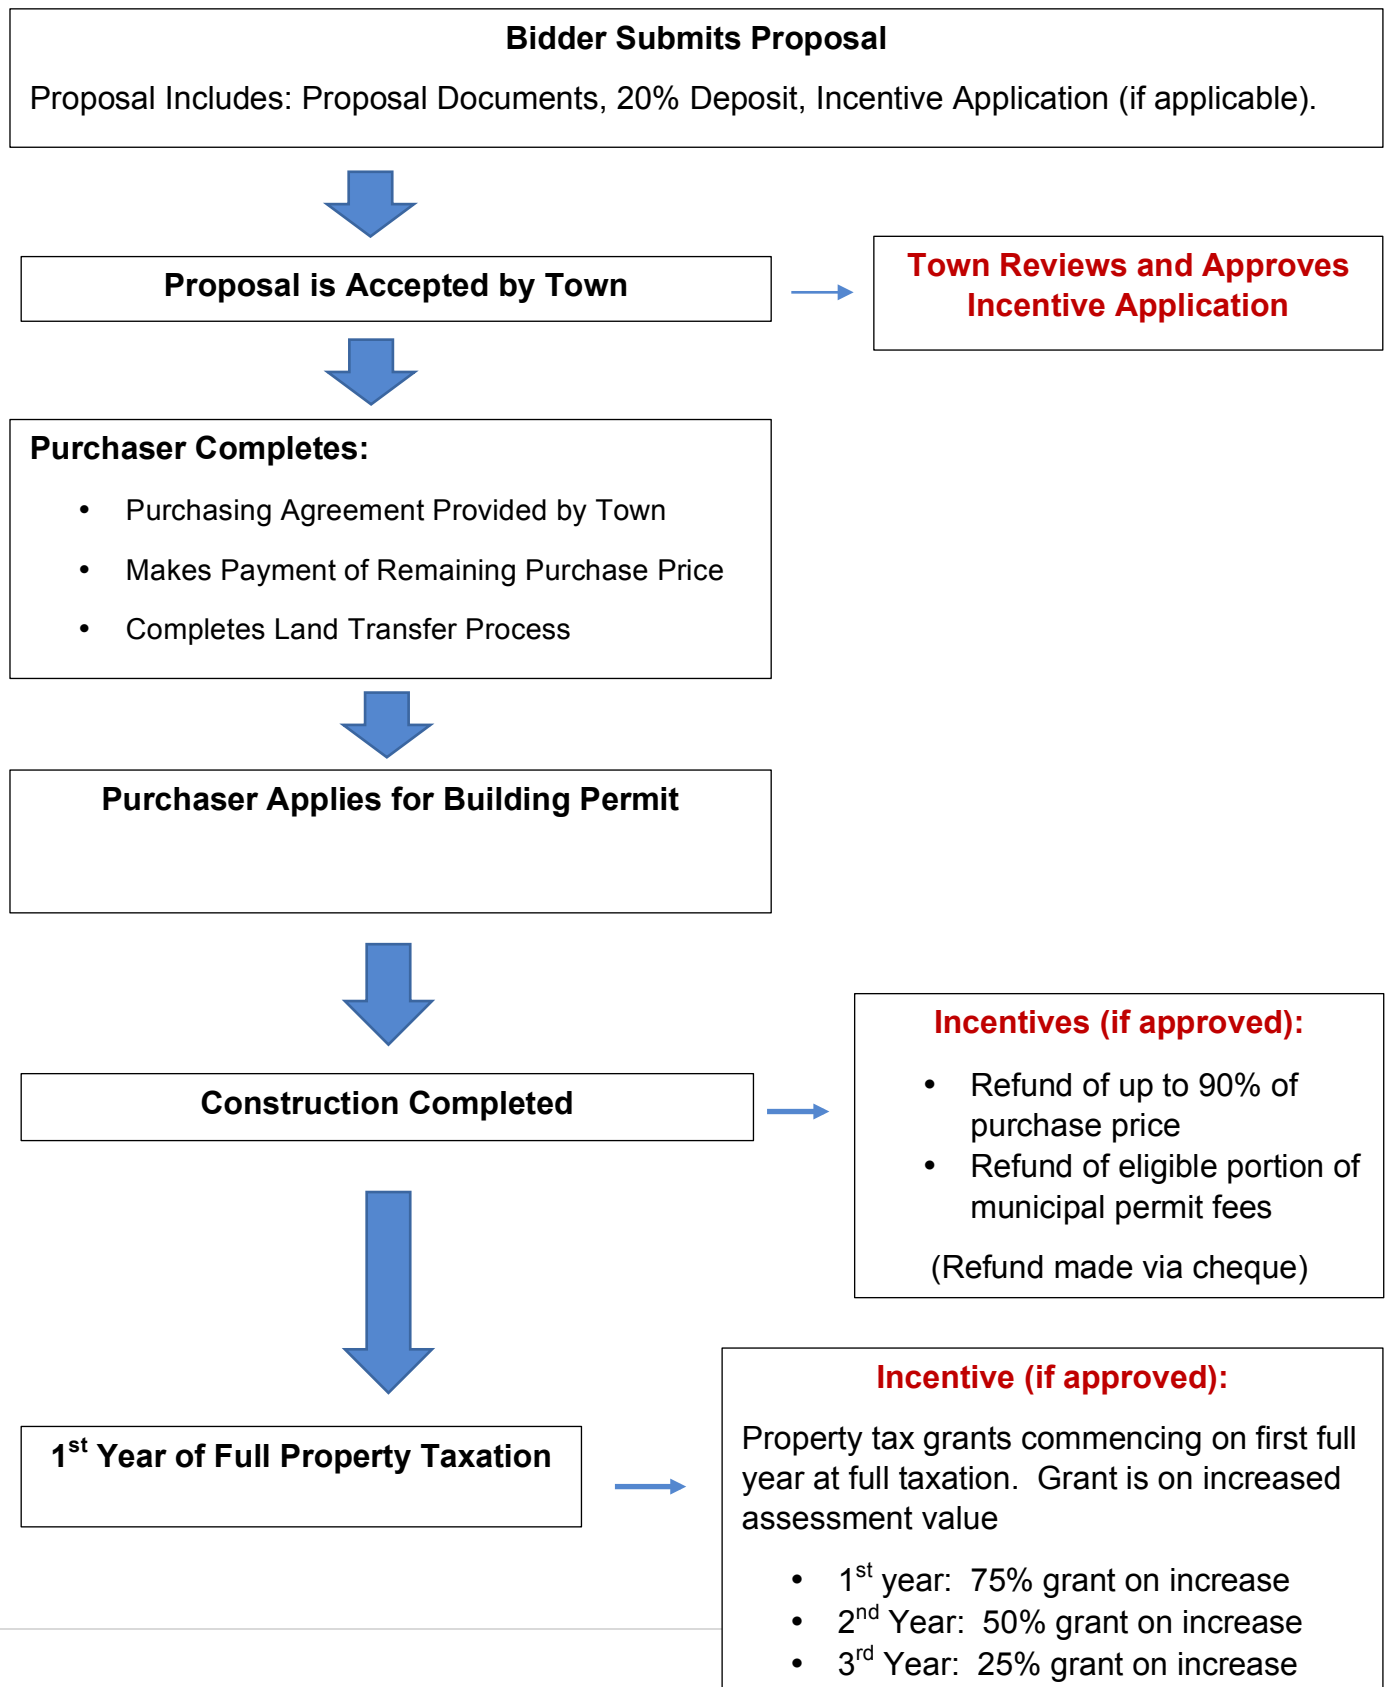 Bidder Submits Proposal
Proposal Includes: Proposal Documents, 20% Deposit, Incentive Application (if applicable).
Proposal is Accepted by Town
Town Reviews and Approves
Incentive Application
Purchaser Completes:
• Purchasing Agreement Provided by Town
• Makes Payment of Remaining Purchase Price
• Completes Land Transfer Process
Purchaser Applies for Building Permit
Construction Completed
Incentives (if approved):
• Refund of up to 90% of
purchase price
• Refund of eligible portion of
municipal permit fees
(Refund made via cheque)
1st Year of Full Property Taxation
Incentive (if approved):
Property tax grants commencing on first full
year at full taxation.  Grant is on increased
assessment value
• 1st year:  75% grant on increase
• 2nd Year:  50% grant on increase
• 3rd Year:  25% grant on increase